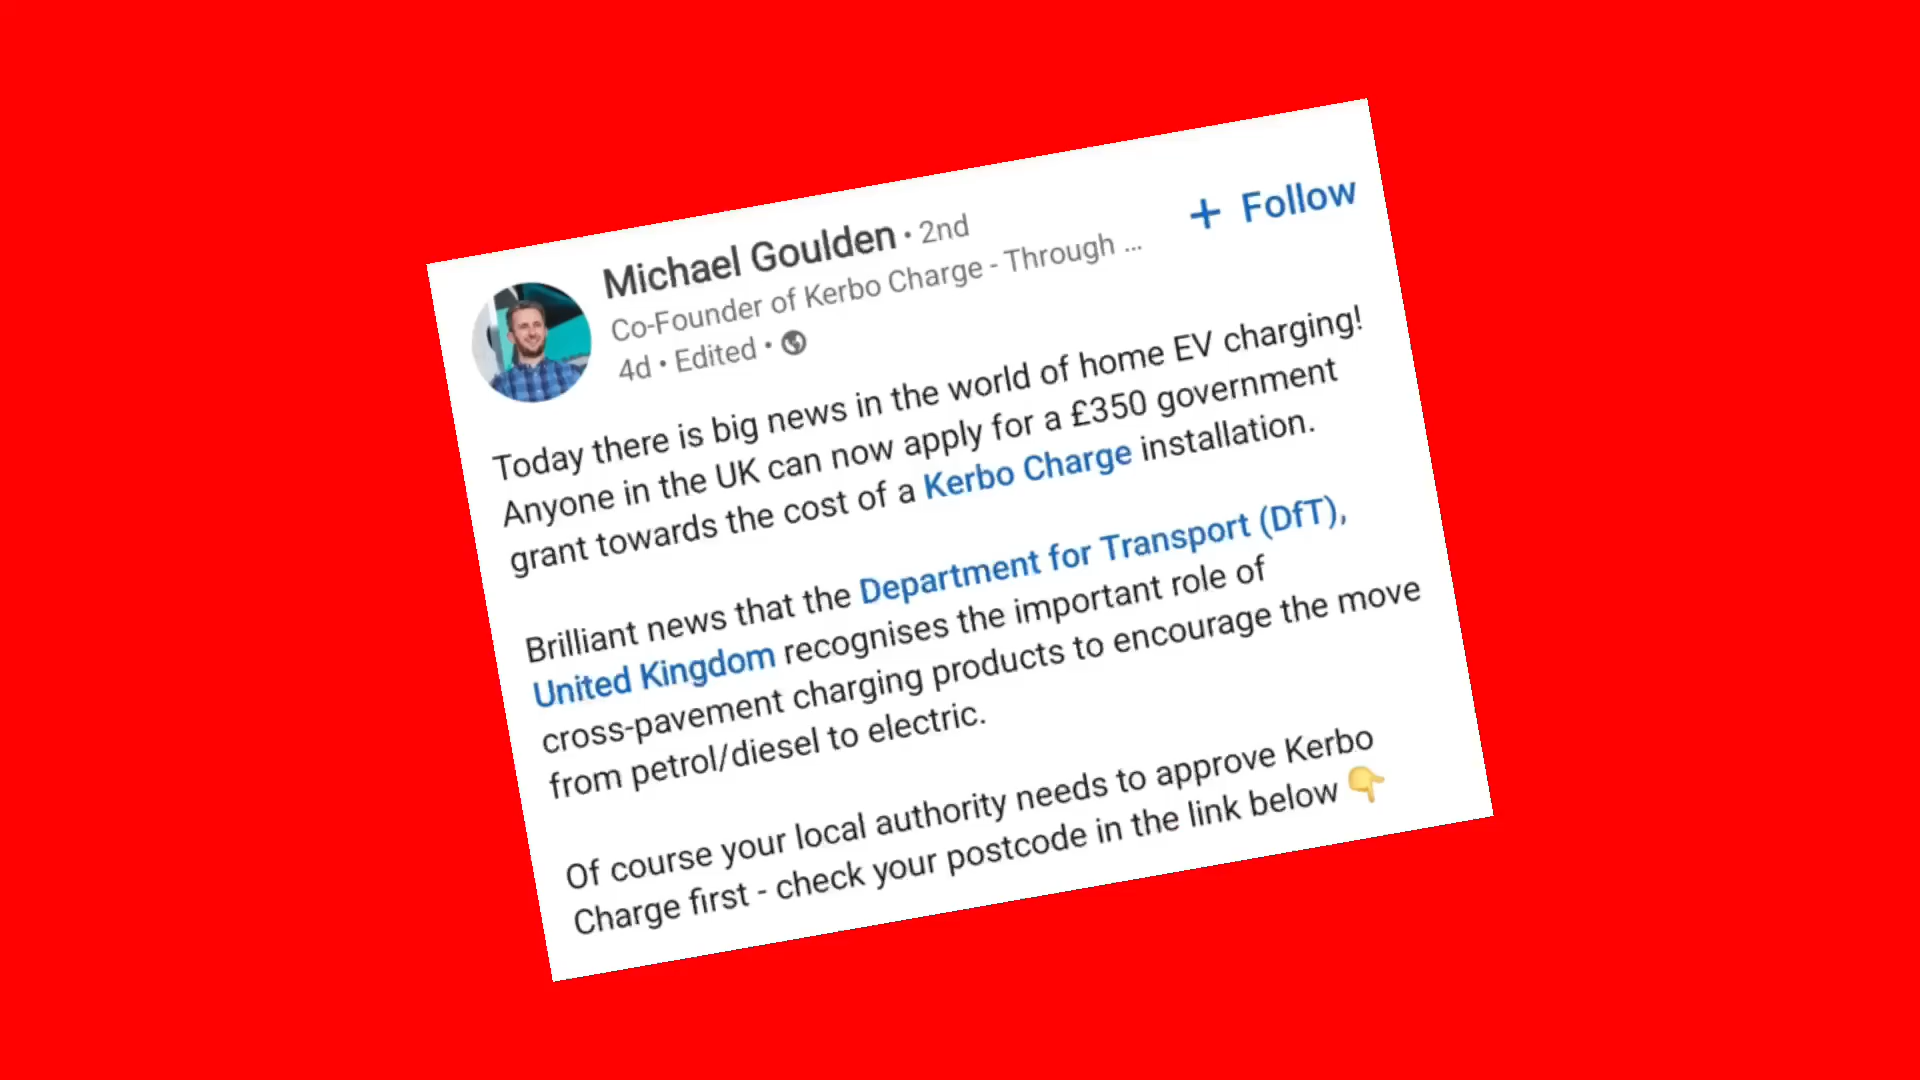 Michael Goulden • 2nd
+ Follow
Co-Founder of Kerbo Charge - Through ...
4d • Edited •
Today there is big news in the world of home EV charging!
Anyone in the UK can now apply for a £350 government
grant towards the cost of a Kerbo Charge installation.
Brilliant news that the Department for Transport (DfT),
United Kingdom recognises the important role of
cross-pavement charging products to encourage the move
from petrol/diesel to electric.
Of course your local authority needs to approve Kerbo
Charge first - check your postcode in the link below 👇